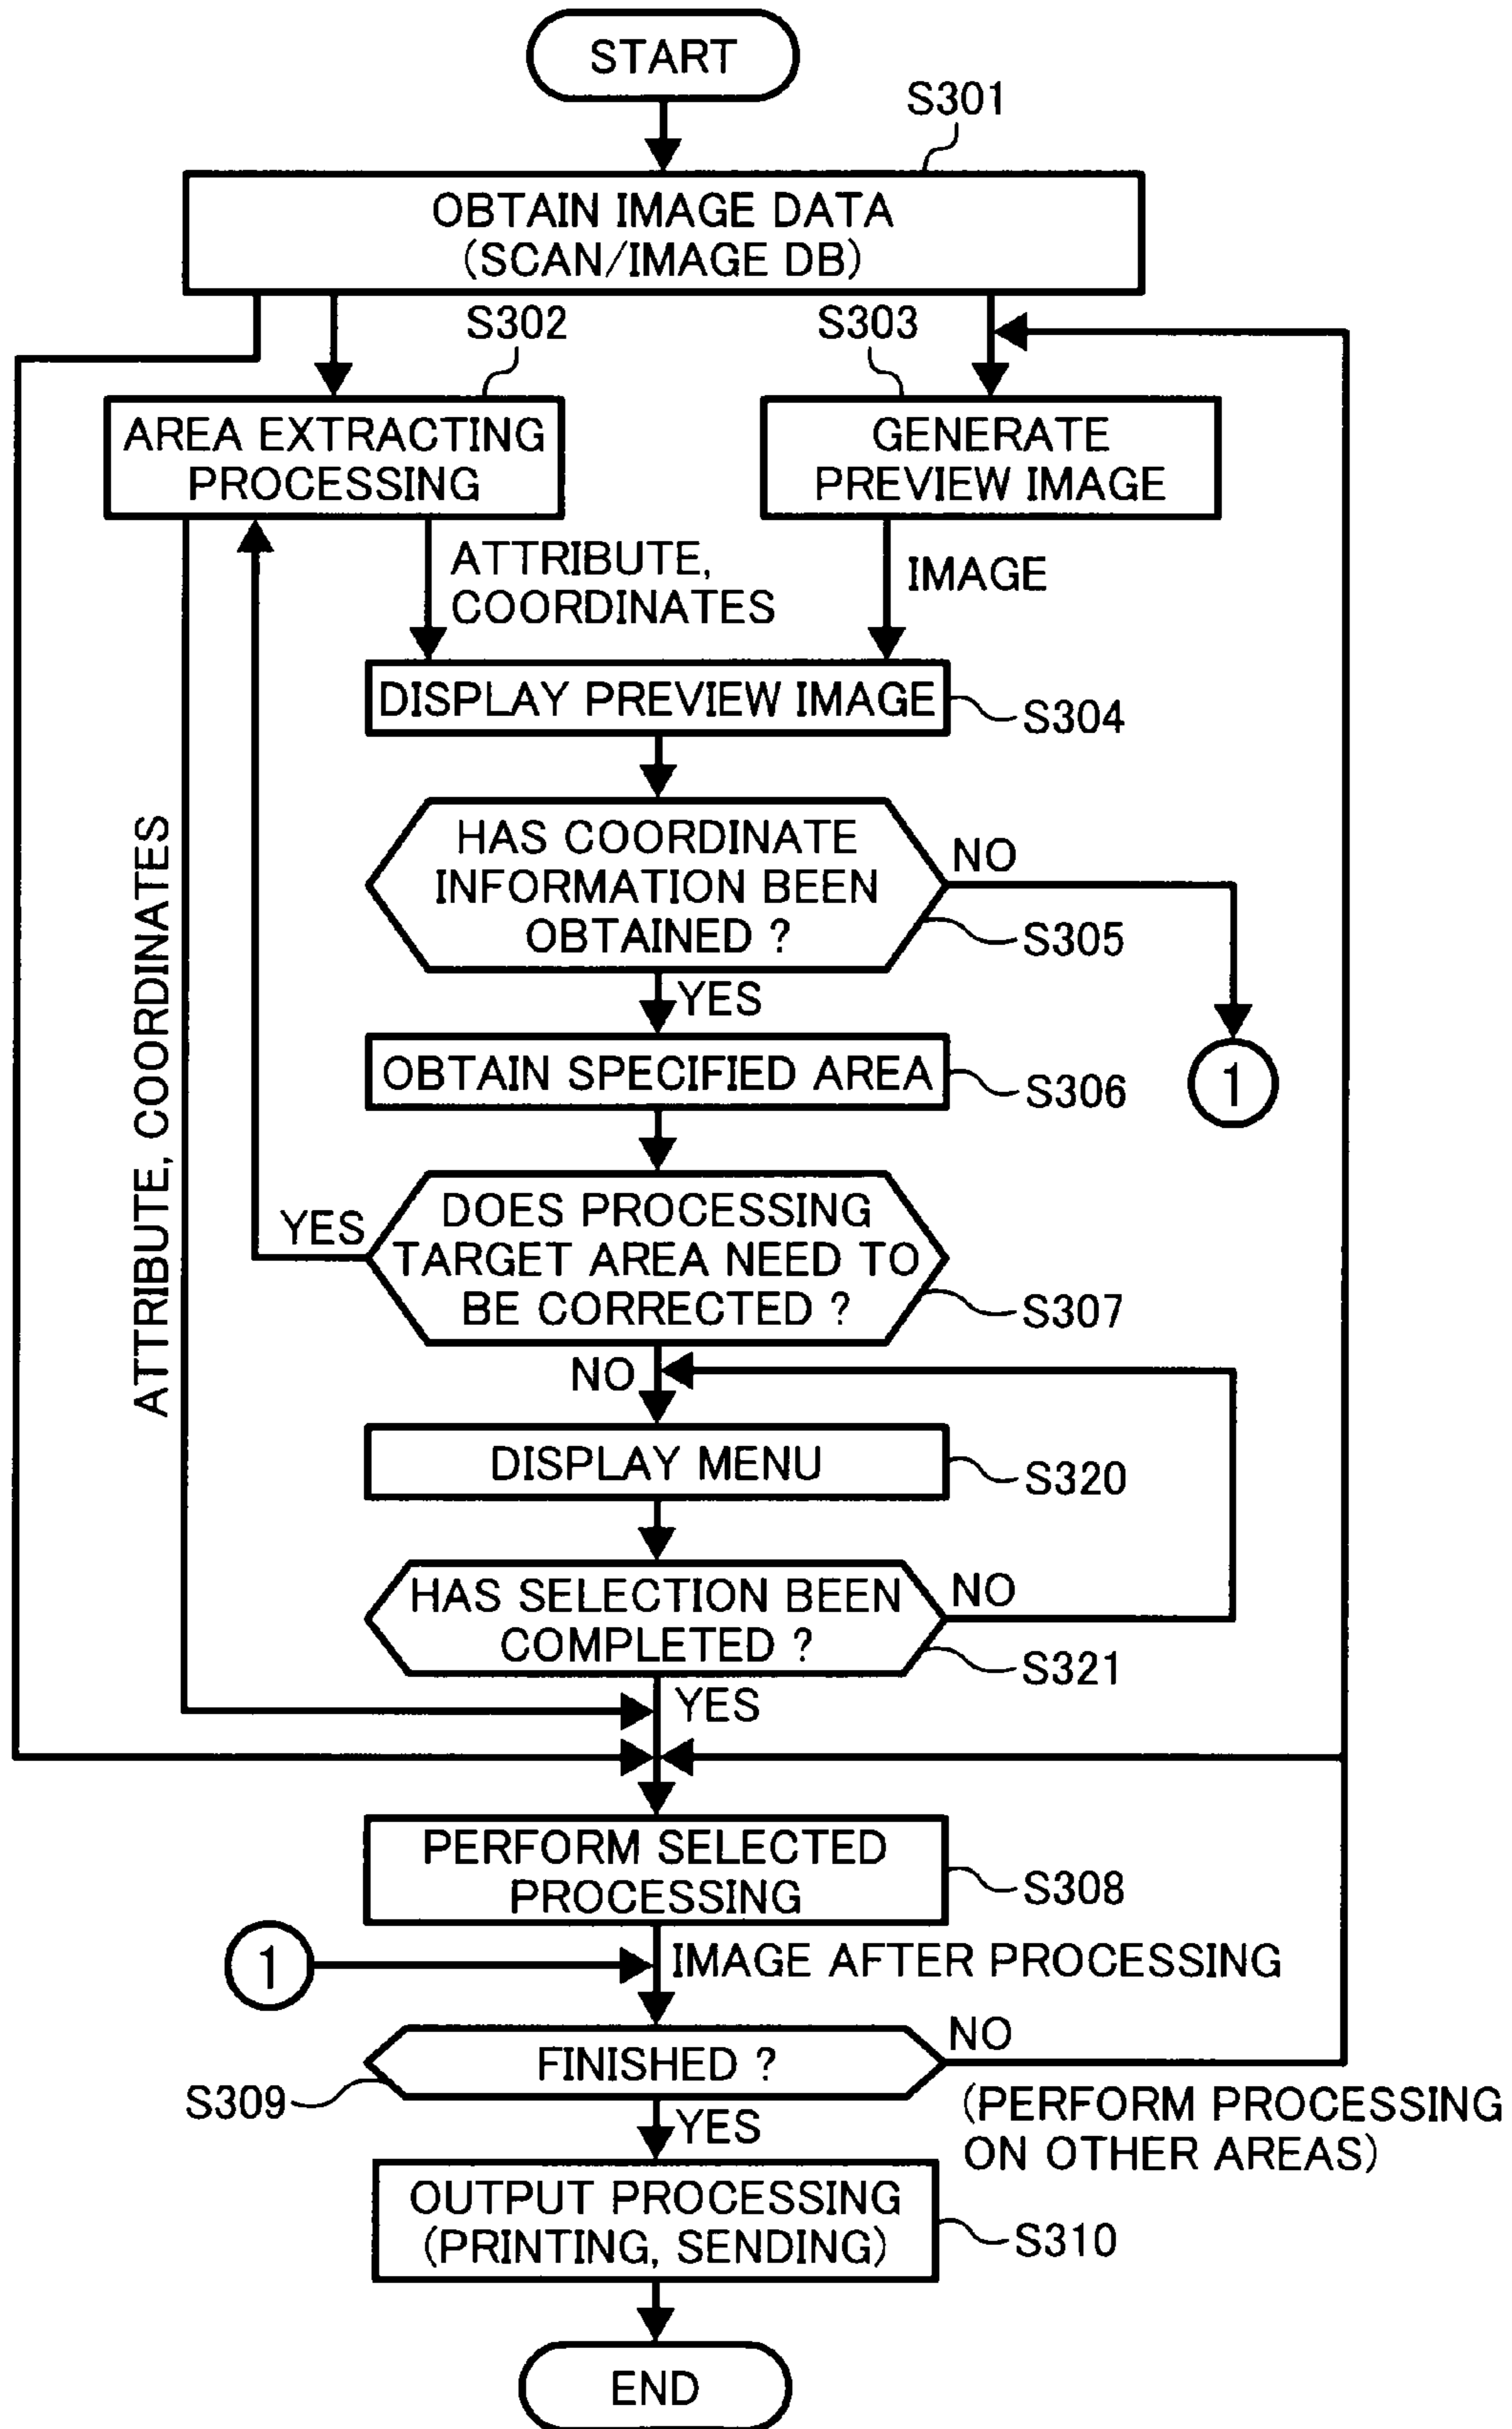 START
S301
OBTAIN IMAGE DATA
(SCAN/IMAGE DB)
S302
S303
AREA EXTRACTING
PROCESSING
GENERATE
PREVIEW IMAGE
ATTRIBUTE,
COORDINATES
IMAGE
DISPLAY PREVIEW IMAGE
S304
HAS COORDINATE
INFORMATION BEEN
OBTAINED ?
NO
S305
YES
1
OBTAIN SPECIFIED AREA
S306
ATTRIBUTE, COORDINATES
YES
DOES PROCESSING
TARGET AREA NEED TO
BE CORRECTED ?
S307
NO
DISPLAY MENU
S320
HAS SELECTION BEEN
COMPLETED ?
NO
S321
YES
PERFORM SELECTED
PROCESSING
S308
1
IMAGE AFTER PROCESSING
FINISHED ?
NO
S309
(PERFORM PROCESSING
ON OTHER AREAS)
YES
OUTPUT PROCESSING
(PRINTING, SENDING)
S310
END